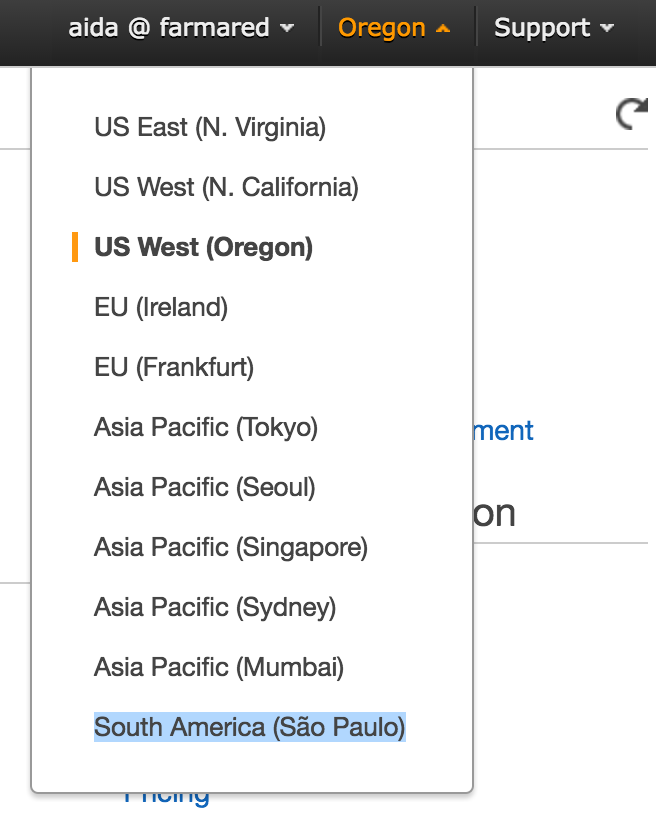 aida @ farmared Oregon Support
US East (N. Virginia)
US West (N. California)
US West (Oregon)
EU (Ireland)
EU (Frankfurt)
Asia Pacific (Tokyo)
ment
Asia Pacific (Seoul)
on
Asia Pacific (Singapore)
Asia Pacific (Sydney)
Asia Pacific (Mumbai)
South America (São Paulo)
Pricing